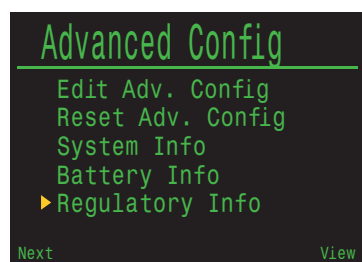 Advanced Config
Edit Adv. Config
Reset Adv. Config
System Info
Battery Info
Regulatory Info
Next View